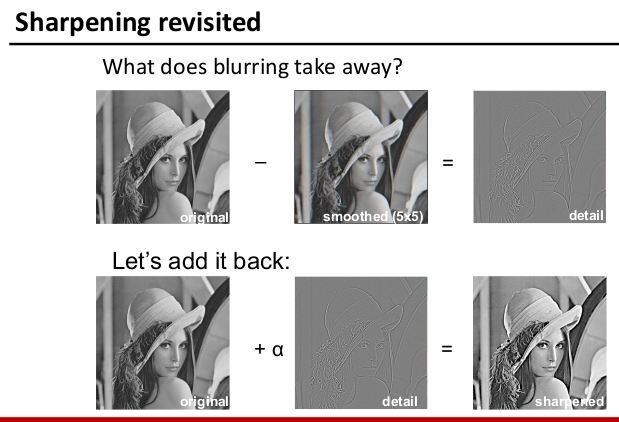 Sharpening revisited
What does blurring take away?
– =
original smoothed (5x5) detail
Let's add it back:
+ α =
original detail sharpened